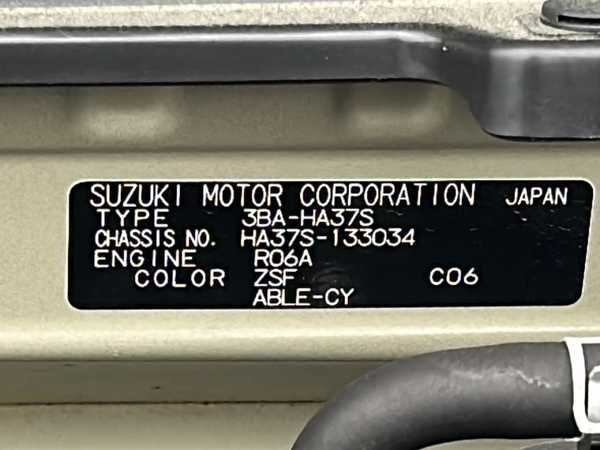 SUZUKI MOTOR CORPORATION JAPAN
TYPE 3BA-HA37S
CHASSIS NO. HA37S-133034
ENGINE R06A
COLOR ZSF C06
ABLE-CY